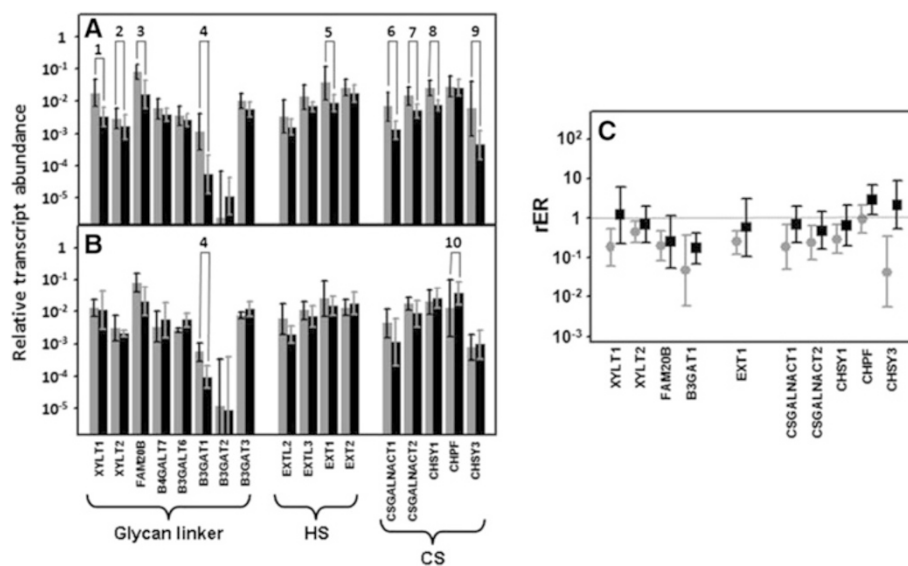 A
1 2 3 4 5 6 7 8 9
1
10⁻¹
10⁻²
10⁻³
10⁻⁴
10⁻⁵
Relative transcript abundance
B
4 10
1
10⁻¹
10⁻²
10⁻³
10⁻⁴
10⁻⁵
XYLT1 XYLT2 FAM20B B4GALT7 B3GALT6 B3GAT1 B3GAT2 B3GAT3 EXTL2 EXTL3 EXT1 EXT2 CSGALNACT1 CSGALNACT2 CHSY1 CHPF CHSY3
Glycan linker HS CS
C
rER
10²
10
1
10⁻¹
10⁻²
10⁻³
XYLT1 XYLT2 FAM20B B3GAT1 EXT1 CSGALNACT1 CSGALNACT2 CHSY1 CHPF CHSY3